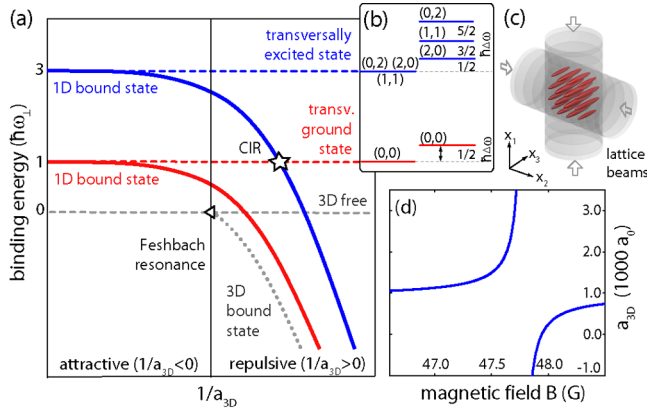 (a)
binding energy (ħω⊥)
3
1
0
transversally
excited state
1D bound state
CIR
transv.
ground
state
1D bound state
3D free
Feshbach
resonance
3D
bound
state
attractive (1/a3D<0)
repulsive (1/a3D>0)
1/a3D
(b)
(0,2)
(1,1)
5/2
(0,2) (2,0)
(2,0)
3/2
(1,1)
1/2
ħΔω
(0,0)
(0,0)
1/2
ħΔω
(c)
x1
x3
x2
lattice
beams
(d)
3.0
2.0
1.0
0.0
-1.0
a3D (1000 a0)
47.0
47.5
48.0
magnetic field B (G)